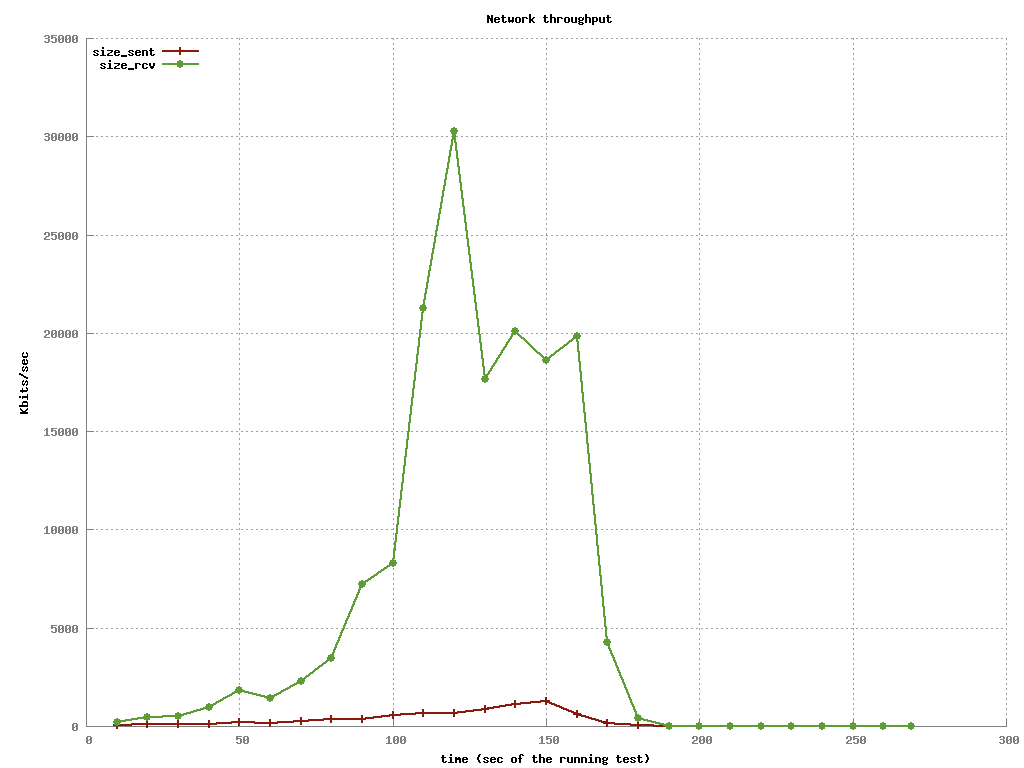 Network throughput
35000
size_sent
size_rcv
30000
25000
20000
Kbits/sec
15000
10000
5000
0
0 50 100 150 200 250 300
time (sec of the running test)